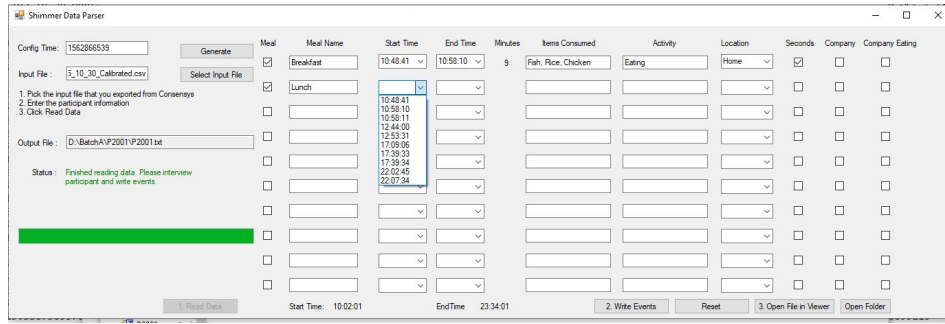 Shimmer Data Parser
Config Time: 1562866539 Generate
Input File : 5_10_30_Calibrated.csv Select Input File
1. Pick the input file that you exported from Consensys
2. Enter the participant information
3. Click Read Data
Output File : D:\BatchA\P2001\P2001.txt
Status : Finished reading data. Please interview
participant and write events.
1. Read Data
Meal Meal Name Start Time End Time Minutes Items Consumed Activity Location Seconds Company Company Eating
Breakfast 10:48:41 10:58:10 9 Fish, Rice, Chicken Eating Home
Lunch
10:48:41
10:58:10
10:58:11
12:44:00
12:53:31
17:09:06
17:39:33
17:39:34
22:02:45
22:07:34
Start Time: 10:02:01 EndTime 23:34:01 2. Write Events Reset 3. Open File in Viewer Open Folder